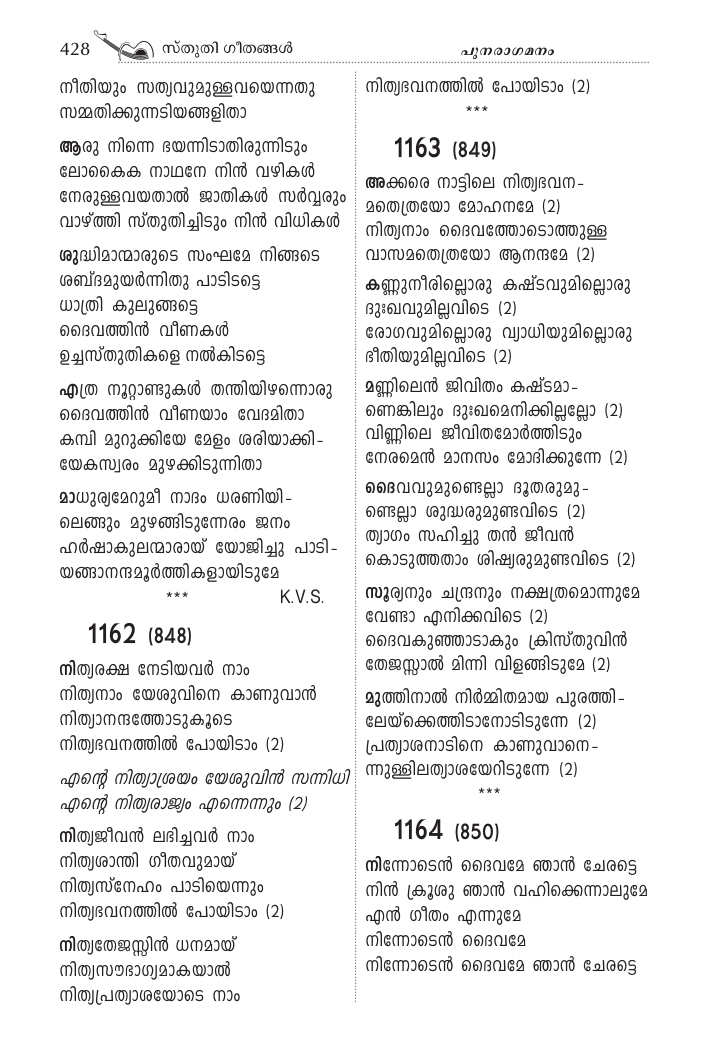 428 സ്തുതി ഗീതങ്ങൾ
പുനരാഗമനം
നീതിയും സത്യവുമുള്ളവയെന്നതു
സമ്മതിക്കുന്നടിയങ്ങളിതാ
ആരു നിന്നെ ഭയന്നിടാതിരുന്നിടും
ലോകൈക നാഥനേ നിൻ വഴികൾ
നേരുള്ളവയതാൽ ജാതികൾ സർവ്വരും
വാഴ്ത്തി സ്തുതിച്ചിടും നിൻ വിധികൾ
ശുദ്ധിമാന്മാരുടെ സംഘമേ നിങ്ങടെ
ശബ്ദമുയർന്നിതു പാടിടട്ടെ
ധാത്രി കുലുങ്ങട്ടെ
ദൈവത്തിൻ വീണകൾ
ഉച്ചസ്തുതികളെ നൽകിടട്ടെ
എത്ര നൂറ്റാണ്ടുകൾ തന്തിയിഴന്നൊരു
ദൈവത്തിൻ വീണയാം വേദമിതാ
കമ്പി മുറുക്കിയേ മേളം ശരിയാക്കി-
യേകസ്വരം മുഴക്കിടുന്നിതാ
മാധുര്യമേറുമീ നാദം ധരണിയി-
ലെങ്ങും മുഴങ്ങിടുന്നേരം ജനം
ഹർഷാകുലന്മാരായ് യോജിച്ചു പാടി-
യങ്ങാനന്ദമൂർത്തികളായിടുമേ
*** K.V.S.
1162 (848)
നിത്യരക്ഷ നേടിയവർ നാം
നിത്യനാം യേശുവിനെ കാണുവാൻ
നിത്യാനന്ദത്തോടുകൂടെ
നിത്യഭവനത്തിൽ പോയിടാം (2)
എന്റെ നിത്യാശ്രയം യേശുവിൻ സന്നിധി
എന്റെ നിത്യരാജ്യം എന്നെന്നും (2)
നിത്യജീവൻ ലഭിച്ചവർ നാം
നിത്യശാന്തി ഗീതവുമായ്
നിത്യസ്നേഹം പാടിയെന്നും
നിത്യഭവനത്തിൽ പോയിടാം (2)
നിത്യതേജസ്സിൻ ധനമായ്
നിത്യസൗഭാഗ്യമാകയാൽ
നിത്യപ്രത്യാശയോടെ നാം
നിത്യഭവനത്തിൽ പോയിടാം (2)
***
1163 (849)
അക്കരെ നാട്ടിലെ നിത്യഭവന-
മതെത്രയോ മോഹനമേ (2)
നിത്യനാം ദൈവത്തോടൊത്തുള്ള
വാസമതെത്രയോ ആനന്ദമേ (2)
കണ്ണുനീരില്ലൊരു കഷ്ടവുമില്ലൊരു
ദുഃഖവുമില്ലവിടെ (2)
രോഗവുമില്ലൊരു വ്യാധിയുമില്ലൊരു
ഭീതിയുമില്ലവിടെ (2)
മണ്ണിലെൻ ജിവിതം കഷ്ടമാ-
ണെങ്കിലും ദുഃഖമെനിക്കില്ലല്ലോ (2)
വിണ്ണിലെ ജീവിതമോർത്തിടും
നേരമെൻ മാനസം മോദിക്കുന്നേ (2)
ദൈവവുമുണ്ടെല്ലാ ദൂതരുമു-
ണ്ടെല്ലാ ശുദ്ധരുമുണ്ടവിടെ (2)
ത്യാഗം സഹിച്ചു തൻ ജീവൻ
കൊടുത്തതാം ശിഷ്യരുമുണ്ടവിടെ (2)
സൂര്യനും ചന്ദ്രനും നക്ഷത്രമൊന്നുമേ
വേണ്ടാ എനിക്കവിടെ (2)
ദൈവകുഞ്ഞാടാകും ക്രിസ്തുവിൻ
തേജസ്സാൽ മിന്നി വിളങ്ങിടുമേ (2)
മുത്തിനാൽ നിർമ്മിതമായ പുരത്തി-
ലേയ്ക്കെത്തിടാനോടിടുന്നേ (2)
പ്രത്യാശനാടിനെ കാണുവാനെ-
ന്നുള്ളിലത്യാശയേറിടുന്നേ (2)
***
1164 (850)
നിന്നോടെൻ ദൈവമേ ഞാൻ ചേരട്ടെ
നിൻ ക്രൂശു ഞാൻ വഹിക്കെന്നാലുമേ
എൻ ഗീതം എന്നുമേ
നിന്നോടെൻ ദൈവമേ
നിന്നോടെൻ ദൈവമേ ഞാൻ ചേരട്ടെ